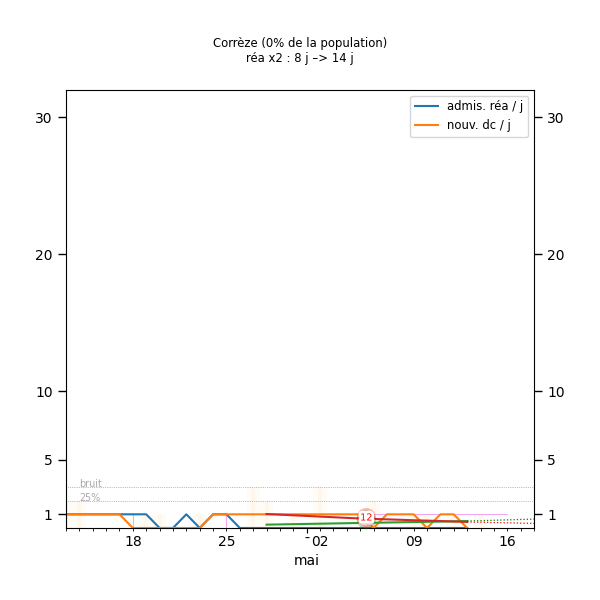 Corrèze (0% de la population)
réa x2 : 8 j –> 14 j
admis. réa / j
nouv. dc / j
30
30
20
20
10
10
5
5
bruit
25%
1
12
1
18
25
02
09
16
mai